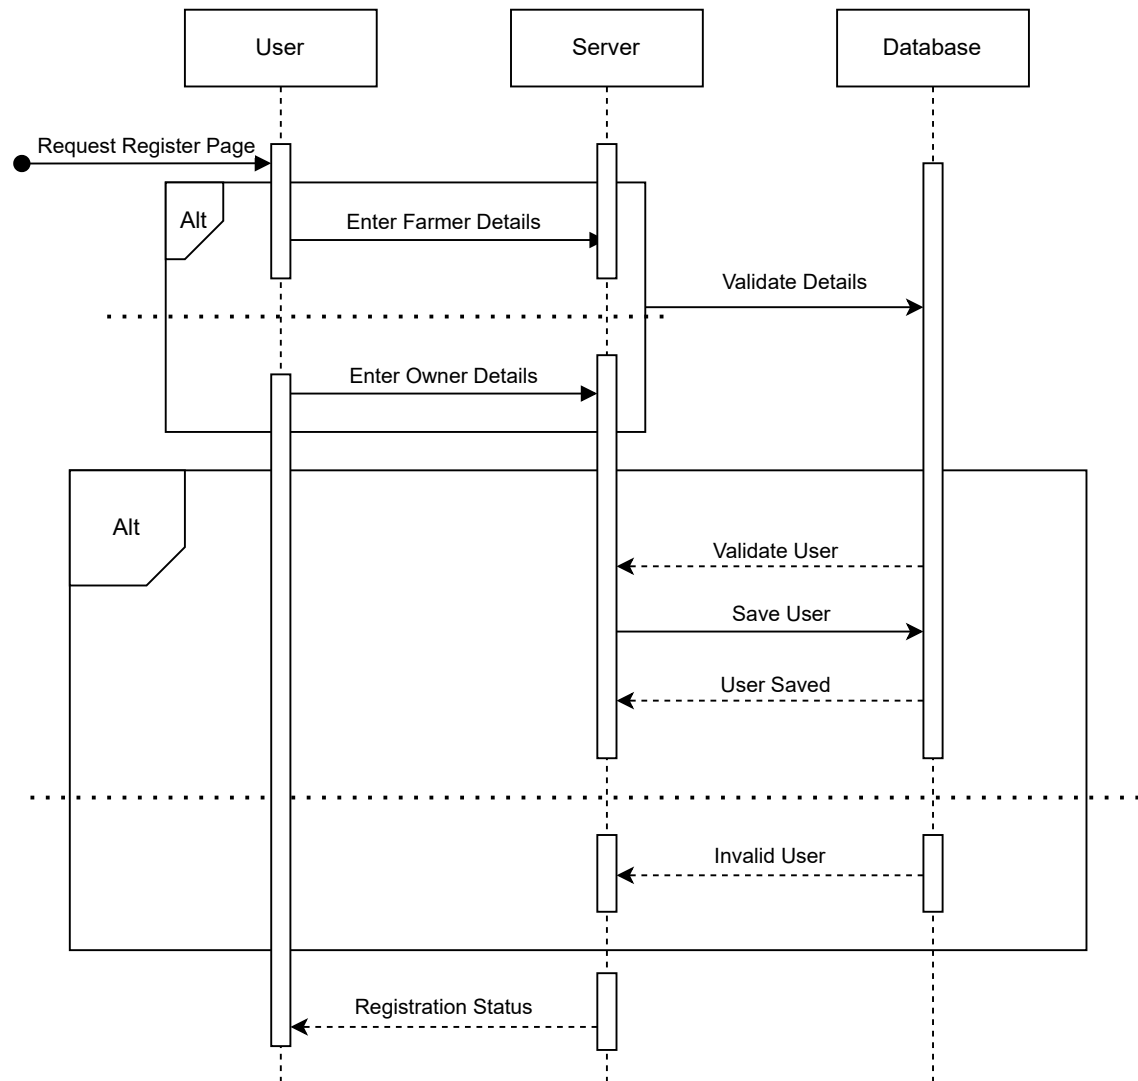 User
Server
Database
Request Register Page
Alt
Enter Farmer Details
Validate Details
Enter Owner Details
Alt
Validate User
Save User
User Saved
Invalid User
Registration Status